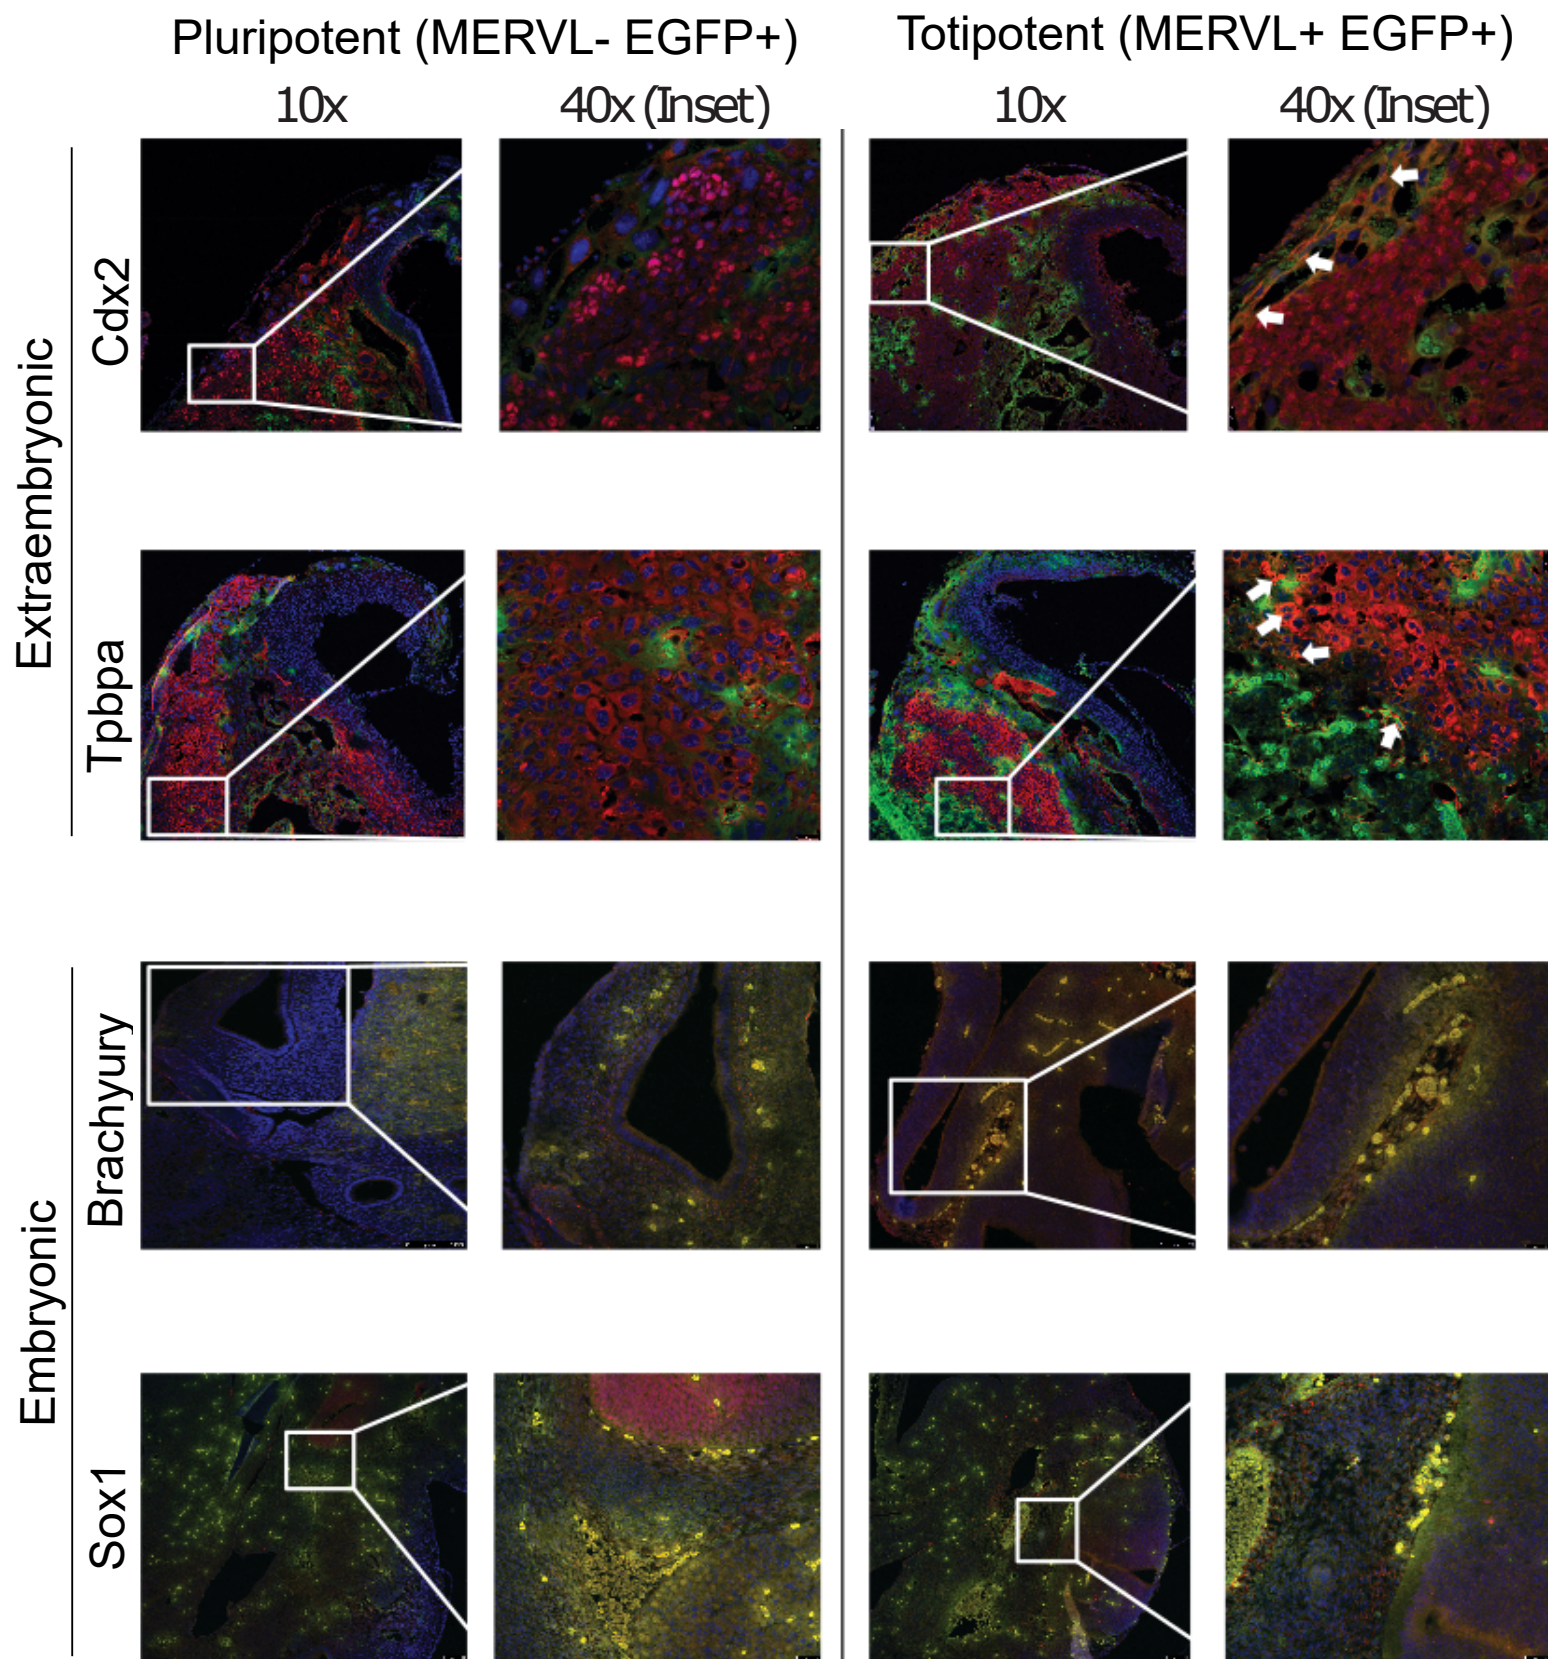 Pluripotent (MERVL- EGFP+)
Totipotent (MERVL+ EGFP+)
10x
40x (Inset)
10x
40x (Inset)
Extraembryonic
Cdx2
Tpbpa
Embryonic
Brachyury
Sox1